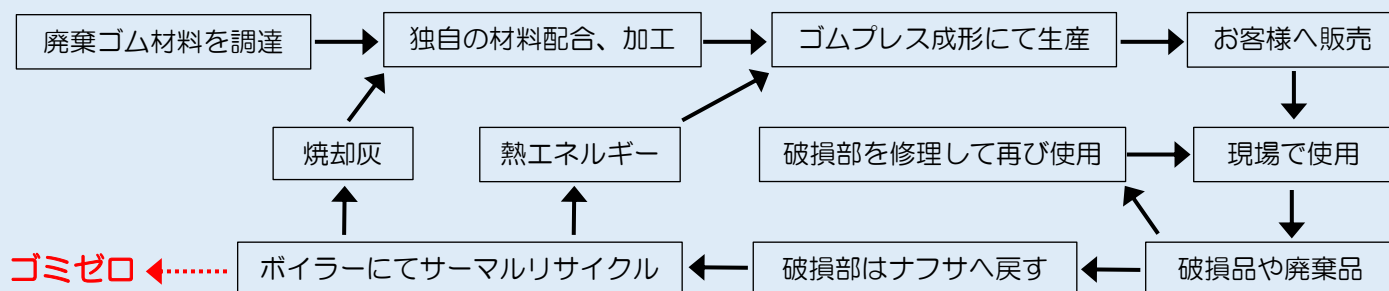 廃棄ゴム材料を調達
独自の材料配合、加工
ゴムプレス成形にて生産
お客様へ販売
焼却灰
熱エネルギー
破損部を修理して再び使用
現場で使用
ゴミゼロ
ボイラーにてサーマルリサイクル
破損部はナフサへ戻す
破損品や廃棄品